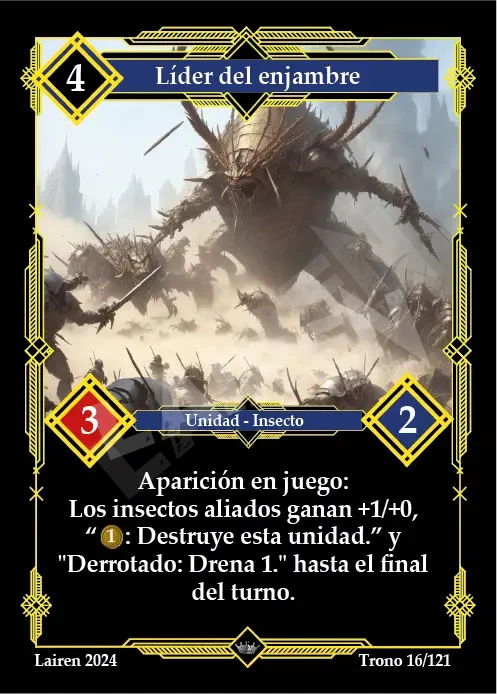 4
Líder del enjambre
3
Unidad - Insecto
2
Aparición en juego:
Los insectos aliados ganan +1/+0,
“ 1 : Destruye esta unidad.” y
"Derrotado: Drena 1." hasta el final
del turno.
Lairen 2024
Trono 16/121